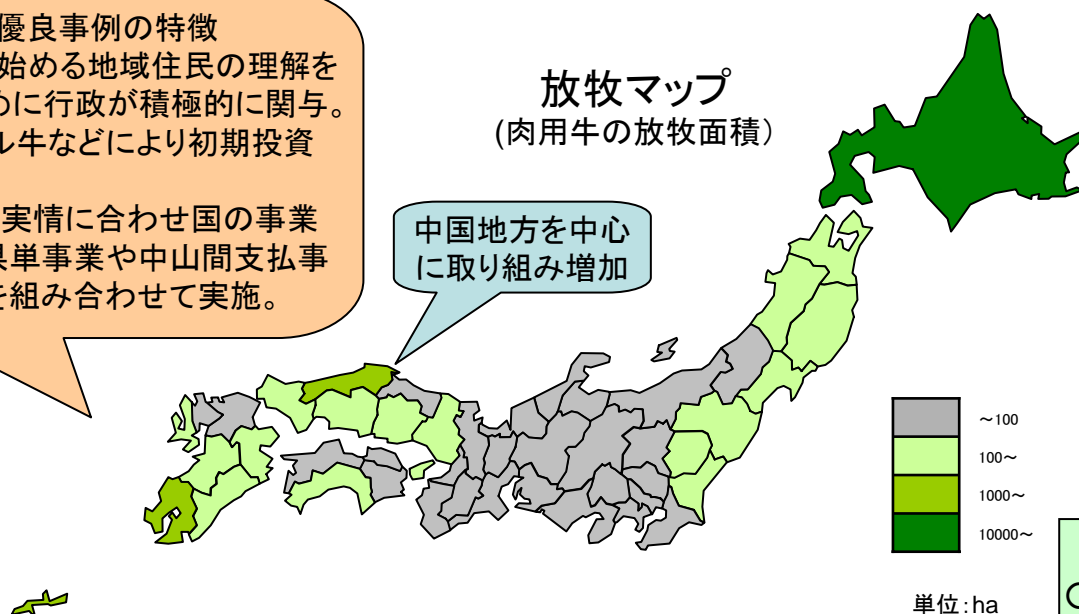 優良事例の特徴
始める地域住民の理解を
めに行政が積極的に関与。
ル牛などにより初期投資
実情に合わせ国の事業
県単事業や中山間支払事
を組み合わせて実施。
放牧マップ
(肉用牛の放牧面積）
中国地方を中心
に取り組み増加
～100
100～
1000～
10000～
単位：ha